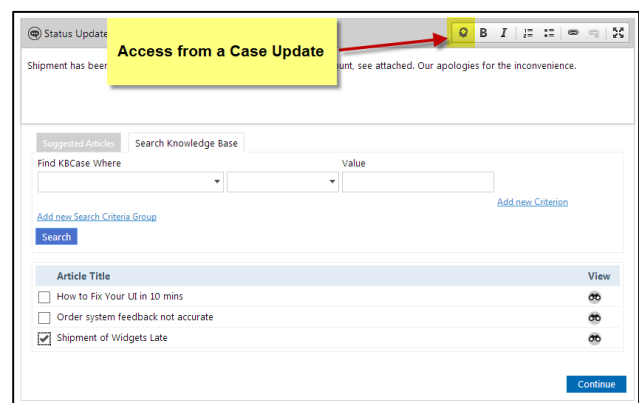 Status Update
Access from a Case Update
B I
Shipment has been unt, see attached. Our apologies for the inconvenience.
Suggested Articles Search Knowledge Base
Find KBCase Where Value
Add new Criterion
Add new Search Criteria Group
Search
Article Title View
How to Fix Your UI in 10 mins
Order system feedback not accurate
Shipment of Widgets Late
Continue